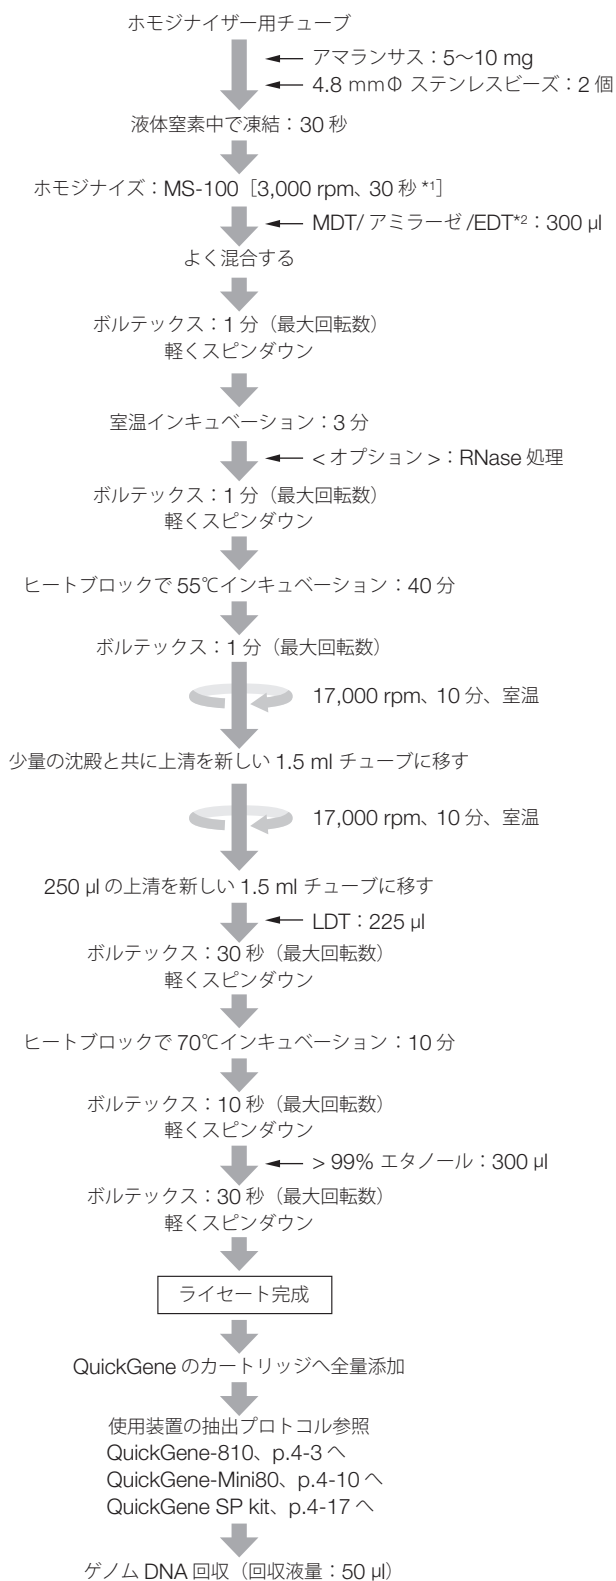 ホモジナイザー用チューブ
アマランサス：5〜10 mg
4.8 mmΦ ステンレスビーズ：2 個
液体窒素中で凍結：30 秒
ホモジナイズ：MS-100［3,000 rpm、30 秒 *1］
MDT/ アミラーゼ /EDT*2：300 µl
よく混合する
ボルテックス：1 分（最大回転数）
軽くスピンダウン
室温インキュベーション：3 分
< オプション >：RNase 処理
ボルテックス：1 分（最大回転数）
軽くスピンダウン
ヒートブロックで 55℃インキュベーション：40 分
ボルテックス：1 分（最大回転数）
17,000 rpm、10 分、室温
少量の沈殿と共に上清を新しい 1.5 ml チューブに移す
17,000 rpm、10 分、室温
250 µl の上清を新しい 1.5 ml チューブに移す
LDT：225 µl
ボルテックス：30 秒（最大回転数）
軽くスピンダウン
ヒートブロックで 70℃インキュベーション：10 分
ボルテックス：10 秒（最大回転数）
軽くスピンダウン
> 99% エタノール：300 µl
ボルテックス：30 秒（最大回転数）
軽くスピンダウン
ライセート完成
QuickGene のカートリッジへ全量添加
使用装置の抽出プロトコル参照
QuickGene-810、p.4-3 へ
QuickGene-Mini80、p.4-10 へ
QuickGene SP kit、p.4-17 へ
ゲノム DNA 回収（回収液量：50 µl）